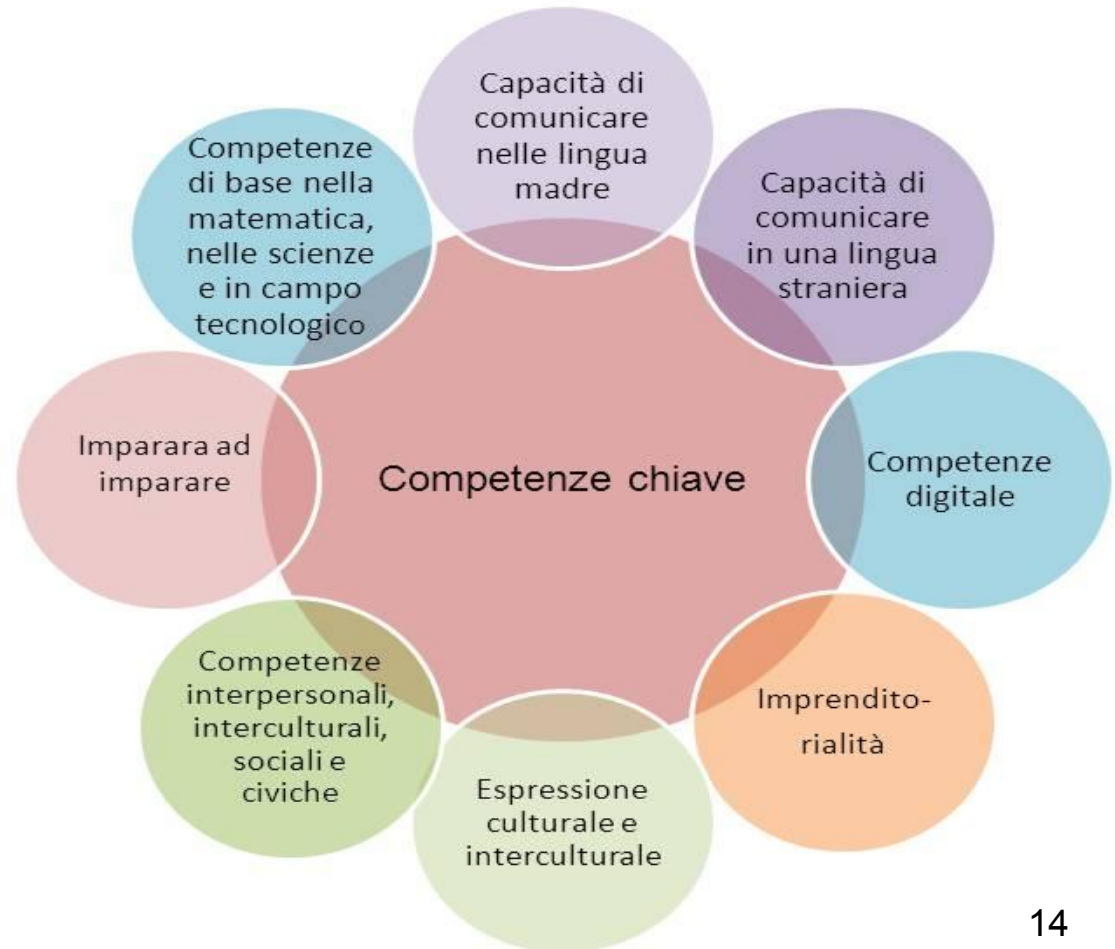 Capacità di
comunicare
nelle lingua
madre
Capacità di
comunicare
in una lingua
straniera
Competenze
digitale
Imprendito-
rialità
Espressione
culturale e
interculturale
Competenze
interpersonali,
interculturali,
sociali e
civiche
Imparara ad
imparare
Competenze
di base nella
matematica,
nelle scienze
e in campo
tecnologico
Competenze chiave
14